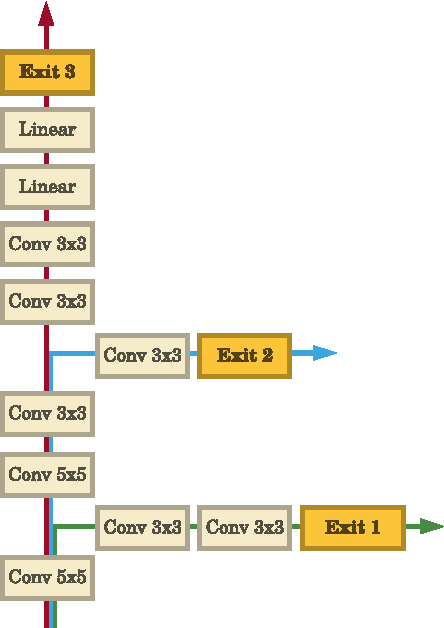 Exit 3
Linear
Linear
Conv 3x3
Conv 3x3
Conv 3x3 Exit 2
Conv 3x3
Conv 5x5
Conv 3x3 Conv 3x3 Exit 1
Conv 5x5